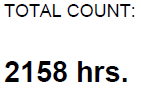 TOTAL COUNT:
2158 hrs.